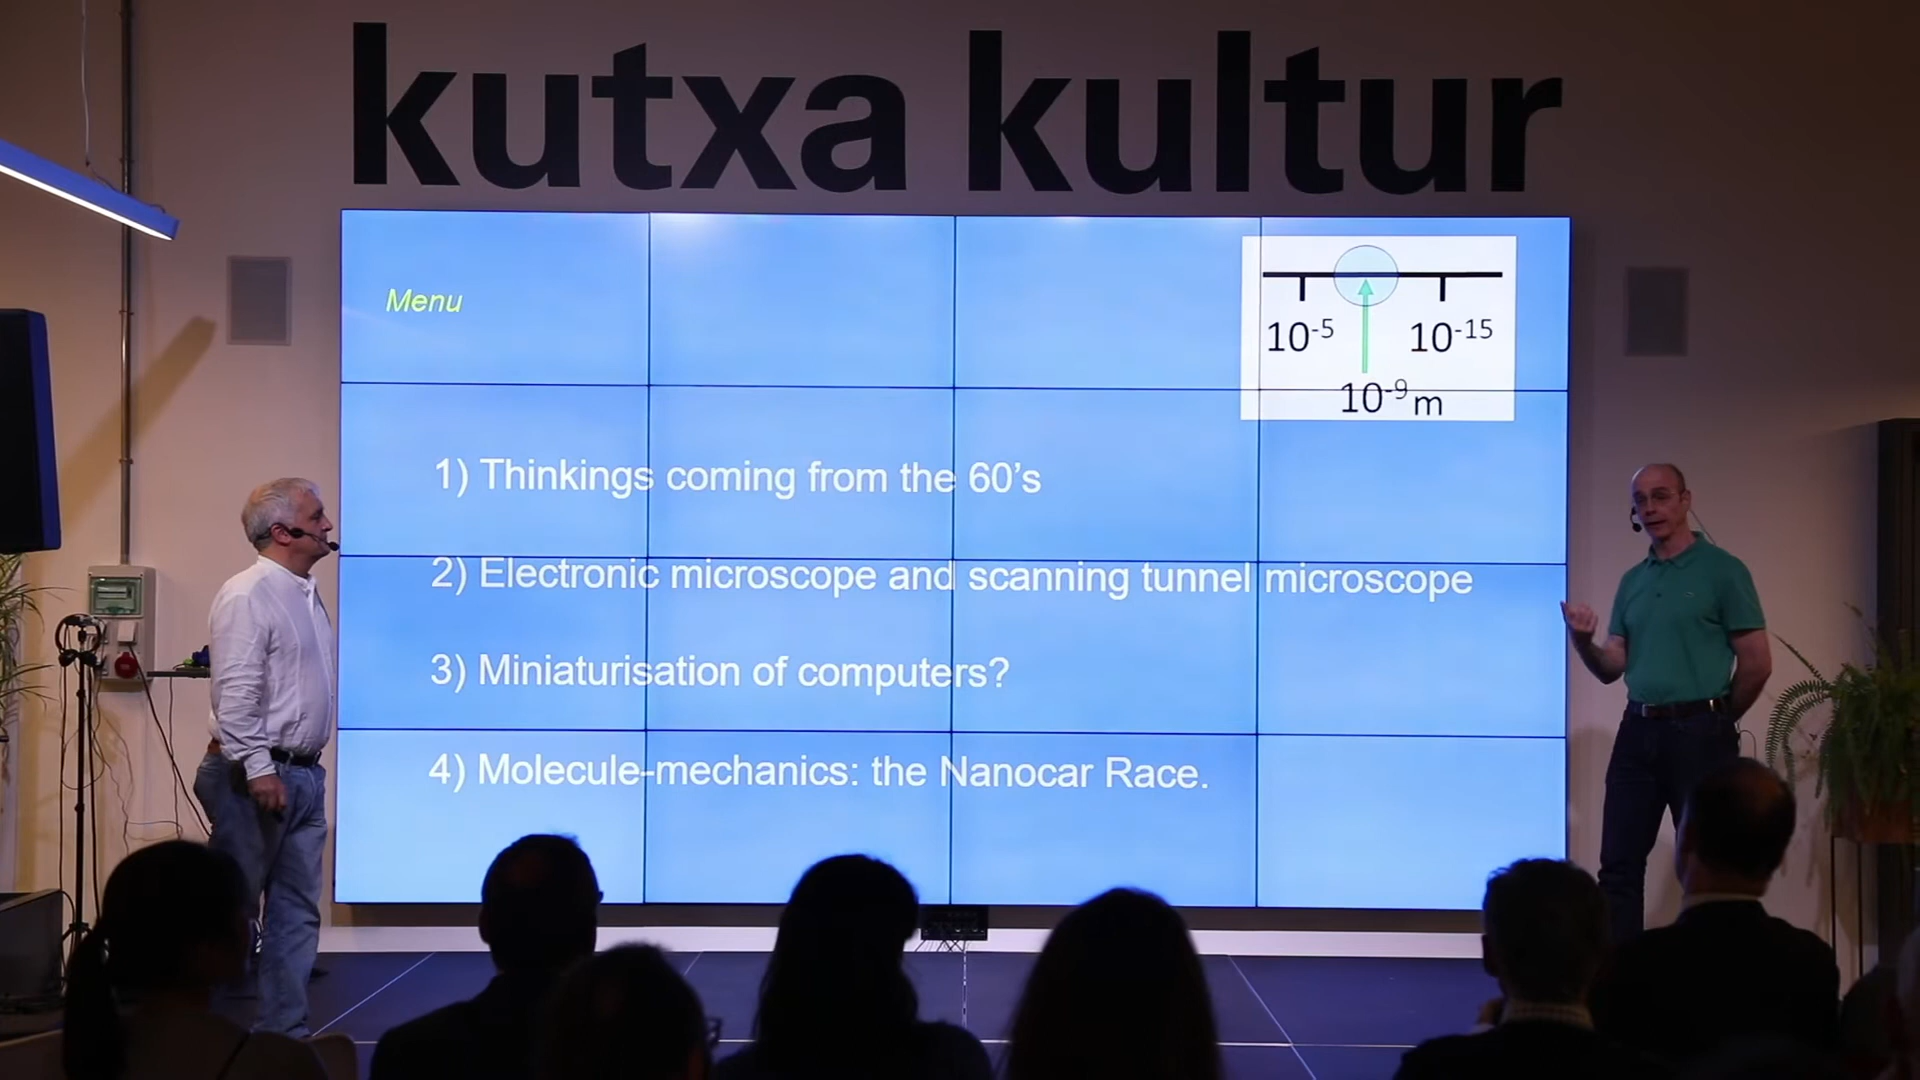 kutxa kultur
Menu
10-5
10-15
10-9 m
1) Thinkings coming from the 60's
2) Electronic microscope and scanning tunnel microscope
3) Miniaturisation of computers?
4) Molecule-mechanics: the Nanocar Race.